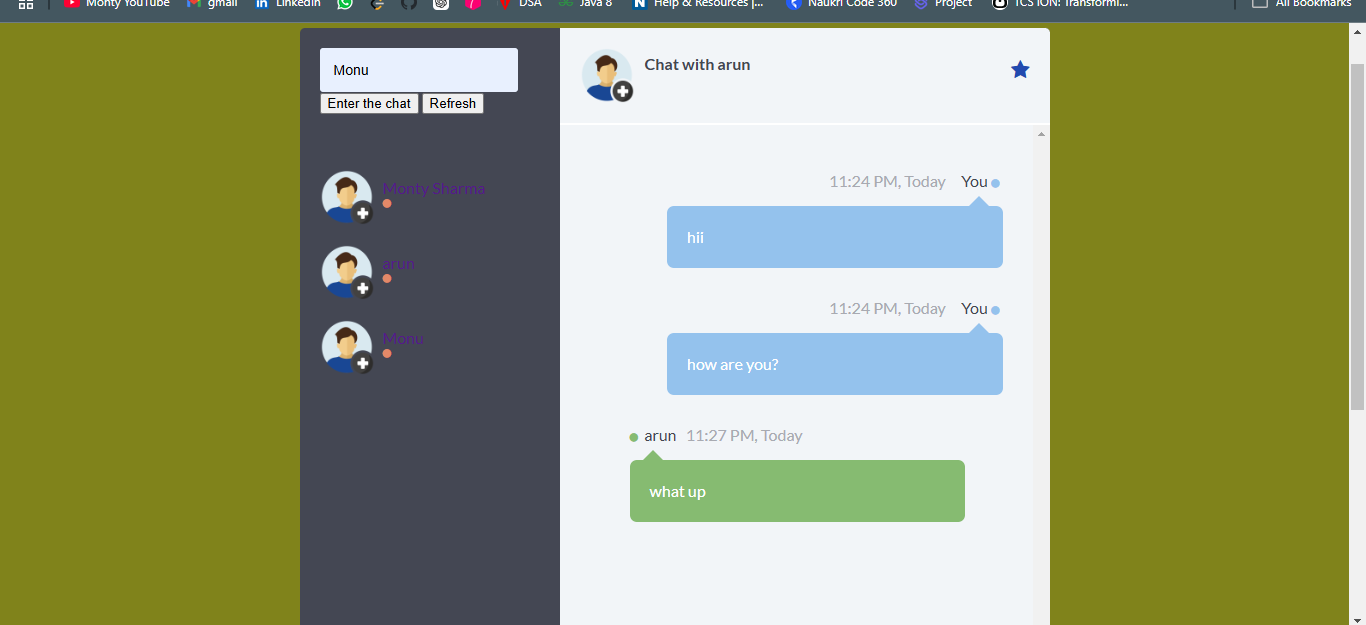 Monty YouTube gmail LinkedIn DSA Java 8 Help & Resources |... Naukri Code 360 Project TCS iON: Transformi... All Bookmarks
Monu
Enter the chat Refresh
Monty Sharma
arun
Monu
Chat with arun
11:24 PM, Today You
hii
11:24 PM, Today You
how are you?
arun 11:27 PM, Today
what up